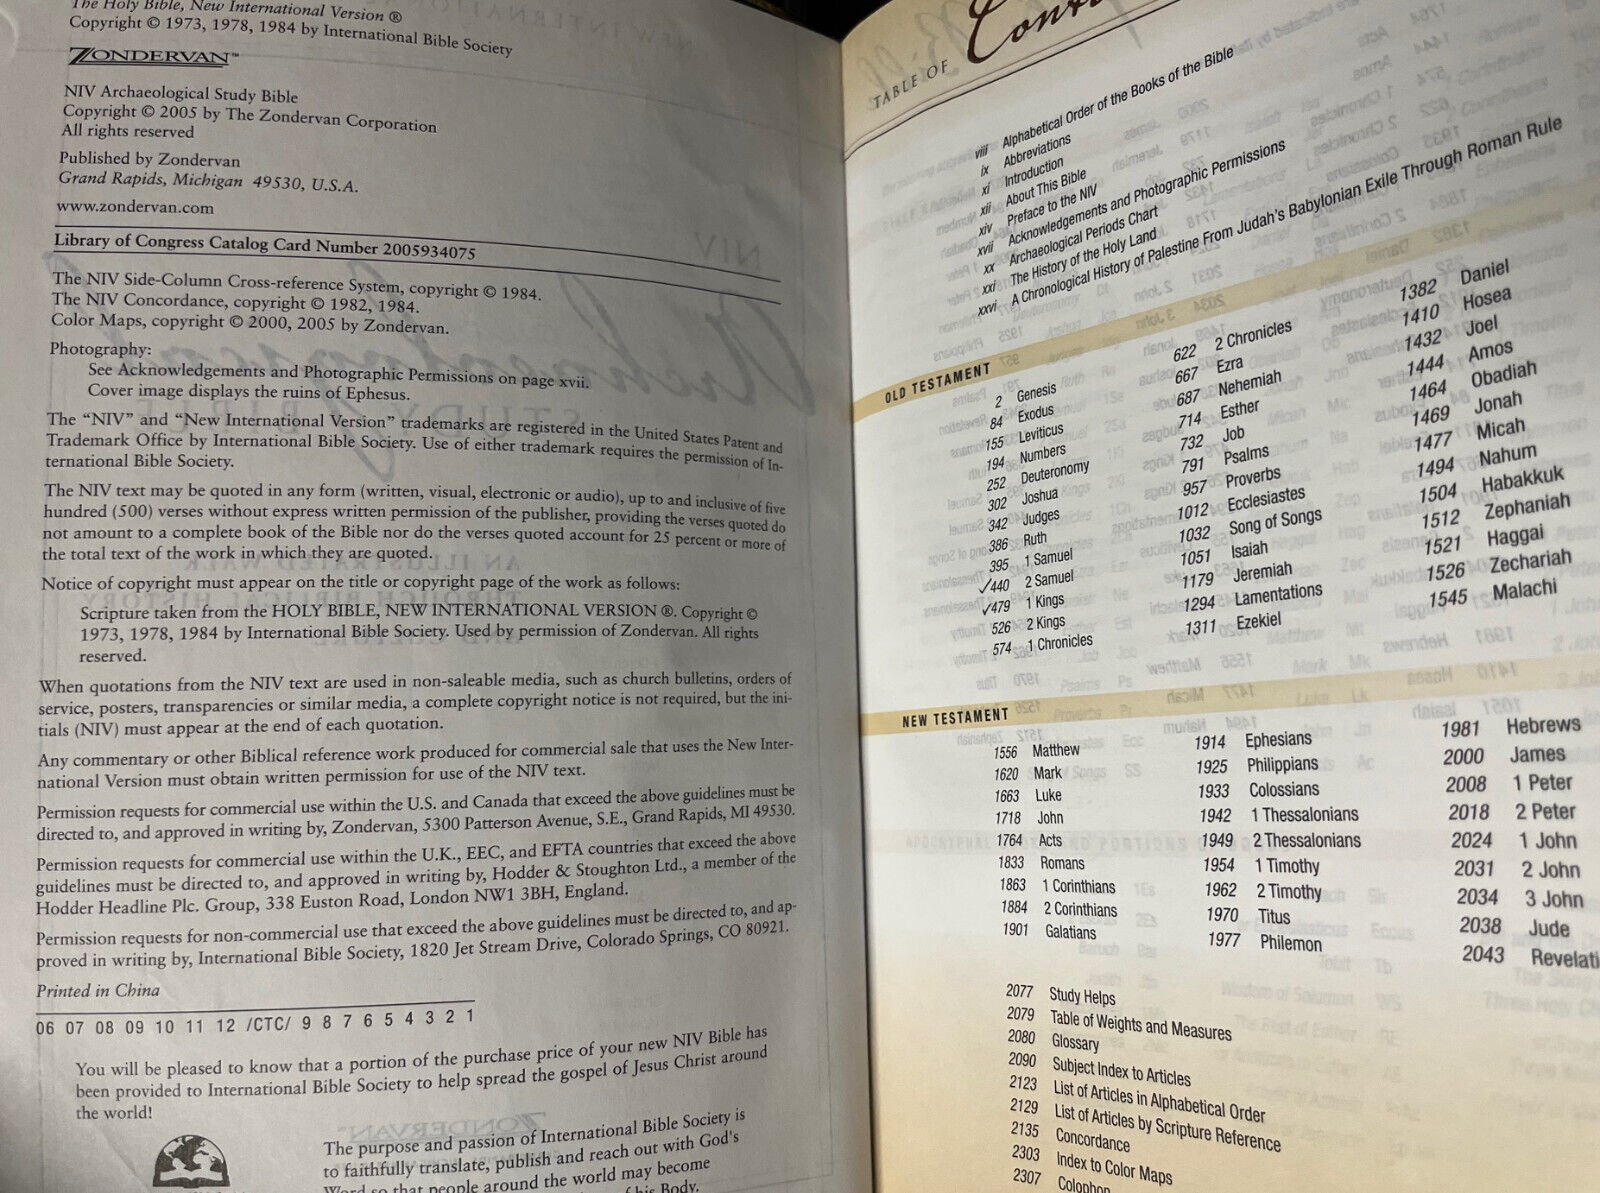 The Holy Bible, New International Version ®
Copyright © 1973, 1978, 1984 by International Bible Society
ZONDERVAN™
NIV Archaeological Study Bible
Copyright © 2005 by The Zondervan Corporation
All rights reserved
Published by Zondervan
Grand Rapids, Michigan 49530, U.S.A.
www.zondervan.com
Library of Congress Catalog Card Number 2005934075
The NIV Side-Column Cross-reference System, copyright © 1984.
The NIV Concordance, copyright © 1982, 1984.
Color Maps, copyright © 2000, 2005 by Zondervan.
Photography:
See Acknowledgements and Photographic Permissions on page xvii.
Cover image displays the ruins of Ephesus.
The “NIV” and “New International Version” trademarks are registered in the United States Patent and
Trademark Office by International Bible Society. Use of either trademark requires the permission of In-
ternational Bible Society.
The NIV text may be quoted in any form (written, visual, electronic or audio), up to and inclusive of five
hundred (500) verses without express written permission of the publisher, providing the verses quoted do
not amount to a complete book of the Bible nor do the verses quoted account for 25 percent or more of
the total text of the work in which they are quoted.
Notice of copyright must appear on the title or copyright page of the work as follows:
Scripture taken from the HOLY BIBLE, NEW INTERNATIONAL VERSION ®. Copyright ©
1973, 1978, 1984 by International Bible Society. Used by permission of Zondervan. All rights
reserved.
When quotations from the NIV text are used in non-saleable media, such as church bulletins, orders of
service, posters, transparencies or similar media, a complete copyright notice is not required, but the ini-
tials (NIV) must appear at the end of each quotation.
Any commentary or other Biblical reference work produced for commercial sale that uses the New Inter-
national Version must obtain written permission for use of the NIV text.
Permission requests for commercial use within the U.S. and Canada that exceed the above guidelines must be
directed to, and approved in writing by, Zondervan, 5300 Patterson Avenue, S.E., Grand Rapids, MI 49530.
Permission requests for commercial use within the U.K., EEC, and EFTA countries that exceed the above
guidelines must be directed to, and approved in writing by, Hodder & Stoughton Ltd., a member of the
Hodder Headline Plc. Group, 338 Euston Road, London NW1 3BH, England.
Permission requests for non-commercial use that exceed the above guidelines must be directed to, and ap-
proved in writing by, International Bible Society, 1820 Jet Stream Drive, Colorado Springs, CO 80921.
Printed in China
06 07 08 09 10 11 12 /CTC/ 9 8 7 6 5 4 3 2 1
You will be pleased to know that a portion of the purchase price of your new NIV Bible has
been provided to International Bible Society to help spread the gospel of Jesus Christ around
the world!
The purpose and passion of International Bible Society is
to faithfully translate, publish and reach out with God's
Word so that people around the world may become
his Body.
TABLE OF Cont
viii Alphabetical Order of the Books of the Bible
ix Abbreviations
xi Introduction
xii About This Bible
xiv Preface to the NIV
xvii Acknowledgements and Photographic Permissions
xx Archaeological Periods Chart
xxi The History of the Holy Land
xxvi A Chronological History of Palestine From Judah's Babylonian Exile Through Roman Rule
OLD TESTAMENT
2 Genesis
84 Exodus
155 Leviticus
194 Numbers
252 Deuteronomy
302 Joshua
342 Judges
386 Ruth
395 1 Samuel
✓440 2 Samuel
✓479 1 Kings
526 2 Kings
574 1 Chronicles
622 2 Chronicles
667 Ezra
687 Nehemiah
714 Esther
732 Job
791 Psalms
957 Proverbs
1012 Ecclesiastes
1032 Song of Songs
1051 Isaiah
1179 Jeremiah
1294 Lamentations
1311 Ezekiel
1382 Daniel
1410 Hosea
1432 Joel
1444 Amos
1464 Obadiah
1469 Jonah
1477 Micah
1494 Nahum
1504 Habakkuk
1512 Zephaniah
1521 Haggai
1526 Zechariah
1545 Malachi
NEW TESTAMENT
1556 Matthew
1620 Mark
1663 Luke
1718 John
1764 Acts
1833 Romans
1863 1 Corinthians
1884 2 Corinthians
1901 Galatians
1914 Ephesians
1925 Philippians
1933 Colossians
1942 1 Thessalonians
1949 2 Thessalonians
1954 1 Timothy
1962 2 Timothy
1970 Titus
1977 Philemon
1981 Hebrews
2000 James
2008 1 Peter
2018 2 Peter
2024 1 John
2031 2 John
2034 3 John
2038 Jude
2043 Revelati
2077 Study Helps
2079 Table of Weights and Measures
2080 Glossary
2090 Subject Index to Articles
2123 List of Articles in Alphabetical Order
2129 List of Articles by Scripture Reference
2135 Concordance
2303 Index to Color Maps
2307 Colophon